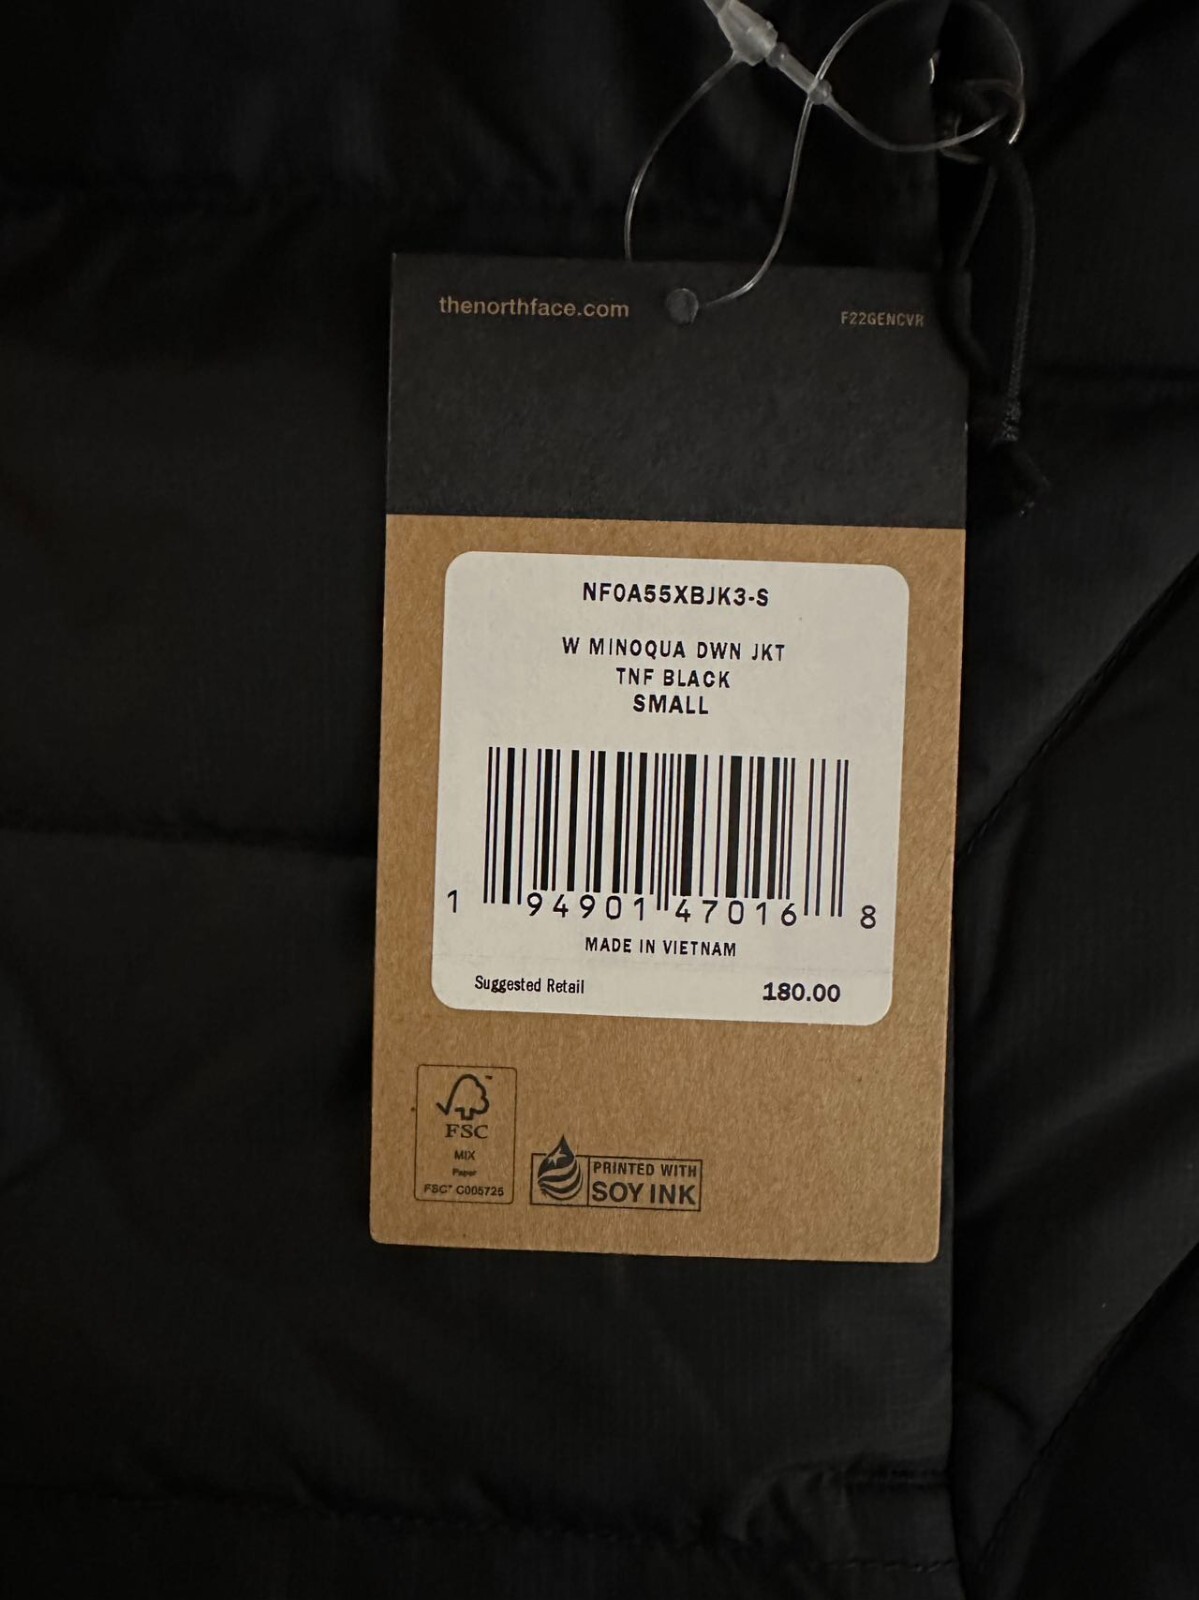 thenorthface.com
F22GENCVR
NF0A55XBJK3-S
W MINOQUA DWN JKT
TNF BLACK
SMALL
1 94901 47016 8
MADE IN VIETNAM
Suggested Retail 180.00
FSC
MIX
Paper
FSC® C005725
PRINTED WITH
SOY INK